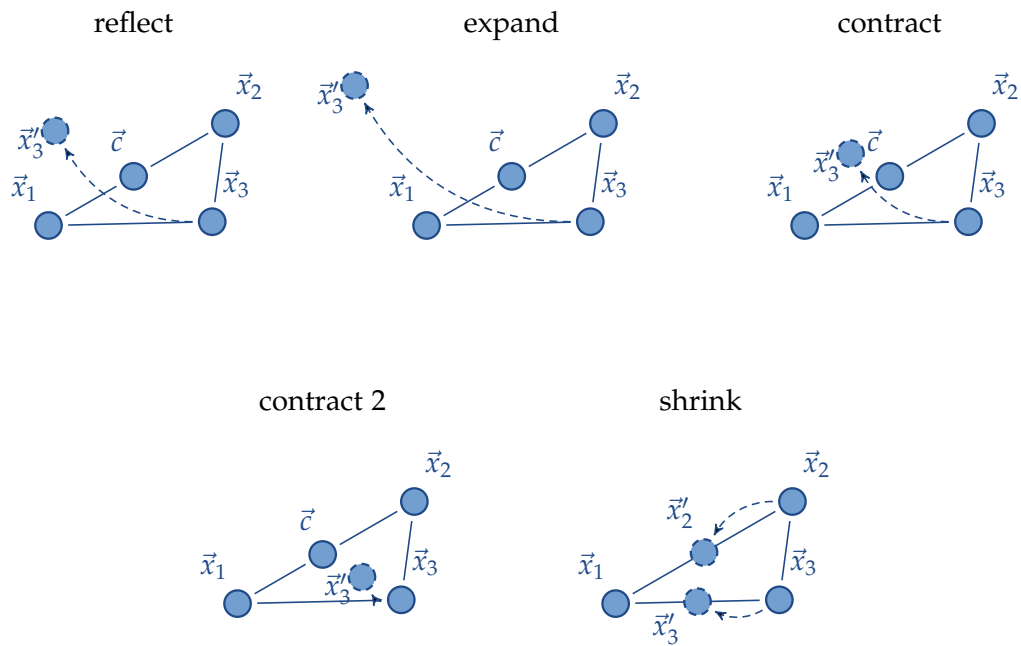 reflect
expand
contract
x⃗₂
x⃗₂
x⃗₂
x⃗₃′
c⃗
x⃗₃′
c⃗
x⃗₃′
c⃗
x⃗₁
x⃗₃
x⃗₁
x⃗₃
x⃗₁
x⃗₃
contract 2
shrink
x⃗₂
x⃗₂
c⃗
x⃗₂′
x⃗₁
x⃗₃′
x⃗₃
x⃗₁
x⃗₃
x⃗₃′